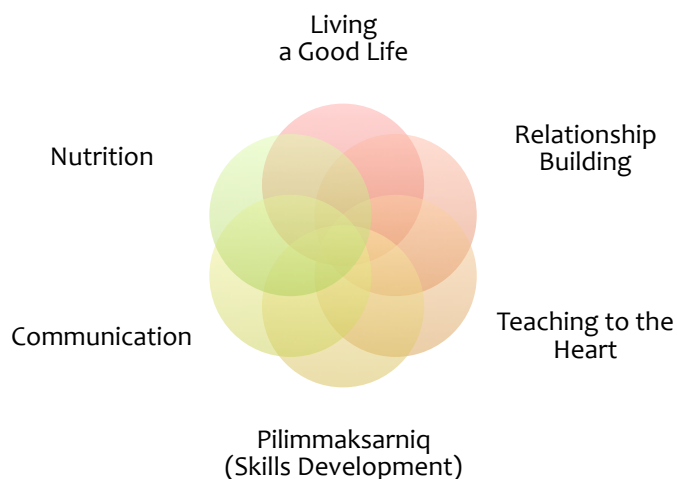 Living
a Good Life
Relationship
Building
Teaching to the
Heart
Pilimmaksarniq
(Skills Development)
Communication
Nutrition